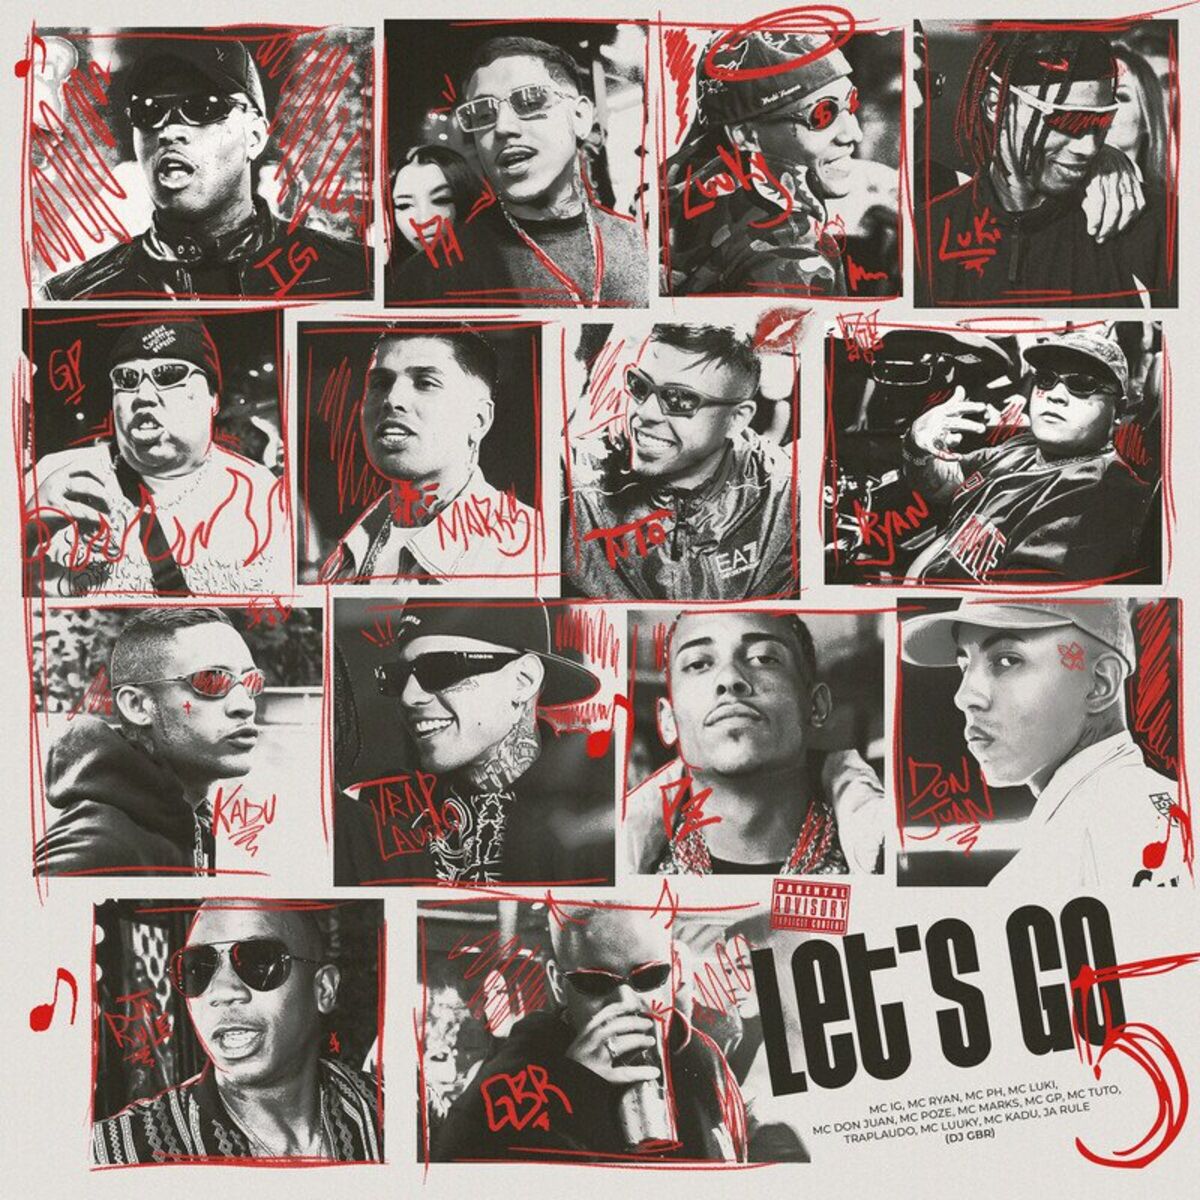 IG
PH
LUUKY
LUKI
GP
MARKS
TUTO
EA7
RYAN
KADU
TRAP
LAUDO
PZ
DON
JUAN
JA
RULE
GBR
PARENTAL
ADVISORY
EXPLICIT CONTENT
Let's GO
5
MC IG, MC RYAN, MC PH, MC LUKI,
MC DON JUAN, MC POZE, MC MARKS, MC GP, MC TUTO,
TRAPLAUDO, MC LUUKY, MC KADU, JA RULE
(DJ GBR)